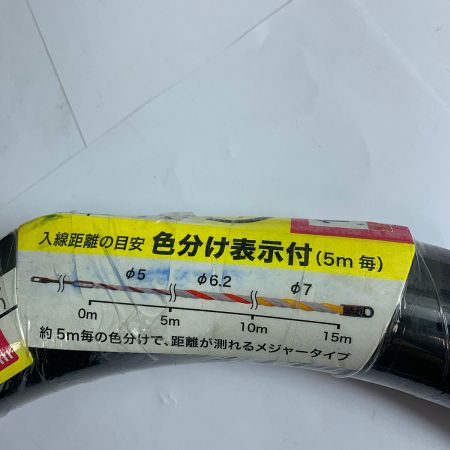 入線距離の目安 色分け表示付(5m 毎)
φ5 φ6.2 φ7
0m 5m 10m 15m
約5m毎の色分けで、距離が測れるメジャータイプ